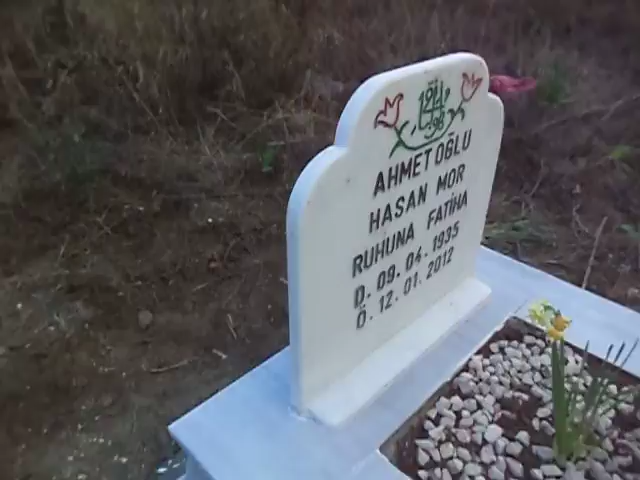 AHMET OĞLU
HASAN MOR
RUHUNA FATİHA
D. 09. 04. 1935
Ö. 12. 01. 2012